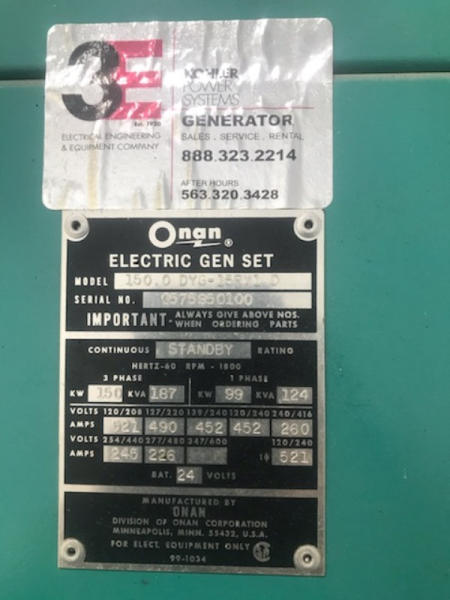 3E
Est. 1920
ELECTRICAL ENGINEERING
& EQUIPMENT COMPANY
KOHLER
POWER
SYSTEMS
GENERATOR
SALES . SERVICE . RENTAL
888.323.2214
AFTER HOURS
563.320.3428
Onan ®
ELECTRIC GEN SET
MODEL 150.0 DYG-15R
SERIAL NO. 0575950100
IMPORTANT ALWAYS GIVE ABOVE NOS.
WHEN ORDERING PARTS
CONTINUOUS STANDBY RATING
HERTZ-60 RPM - 1800
3 PHASE 1 PHASE
KW 150 KVA 187 KW 99 KVA 124
VOLTS 120/208 127/220 139/240 120/240 240/416
AMPS 521 490 452 452 260
VOLTS 254/440 277/480 347/600 120/240
AMPS 246 226 1Φ 521
BAT. 24 VOLTS
MANUFACTURED BY
ONAN
DIVISION OF ONAN CORPORATION
MINNEAPOLIS, MINN. 55432, U.S.A.
FOR ELECT. EQUIPMENT ONLY
99-1034